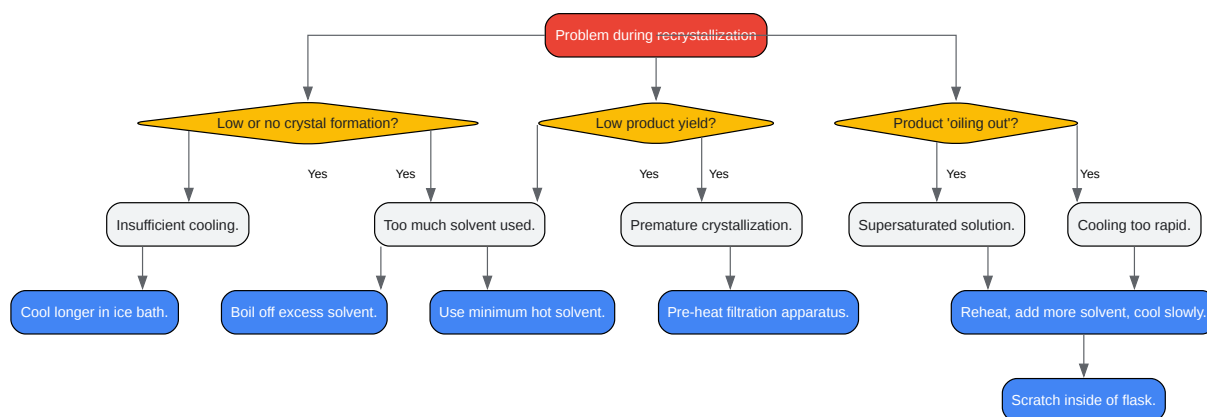 Problem during recrystallization
Low or no crystal formation?
Low product yield?
Product 'oiling out'?
Yes
Yes
Yes
Yes
Yes
Yes
Insufficient cooling.
Too much solvent used.
Premature crystallization.
Supersaturated solution.
Cooling too rapid.
Cool longer in ice bath.
Boil off excess solvent.
Use minimum hot solvent.
Pre-heat filtration apparatus.
Reheat, add more solvent, cool slowly.
Scratch inside of flask.